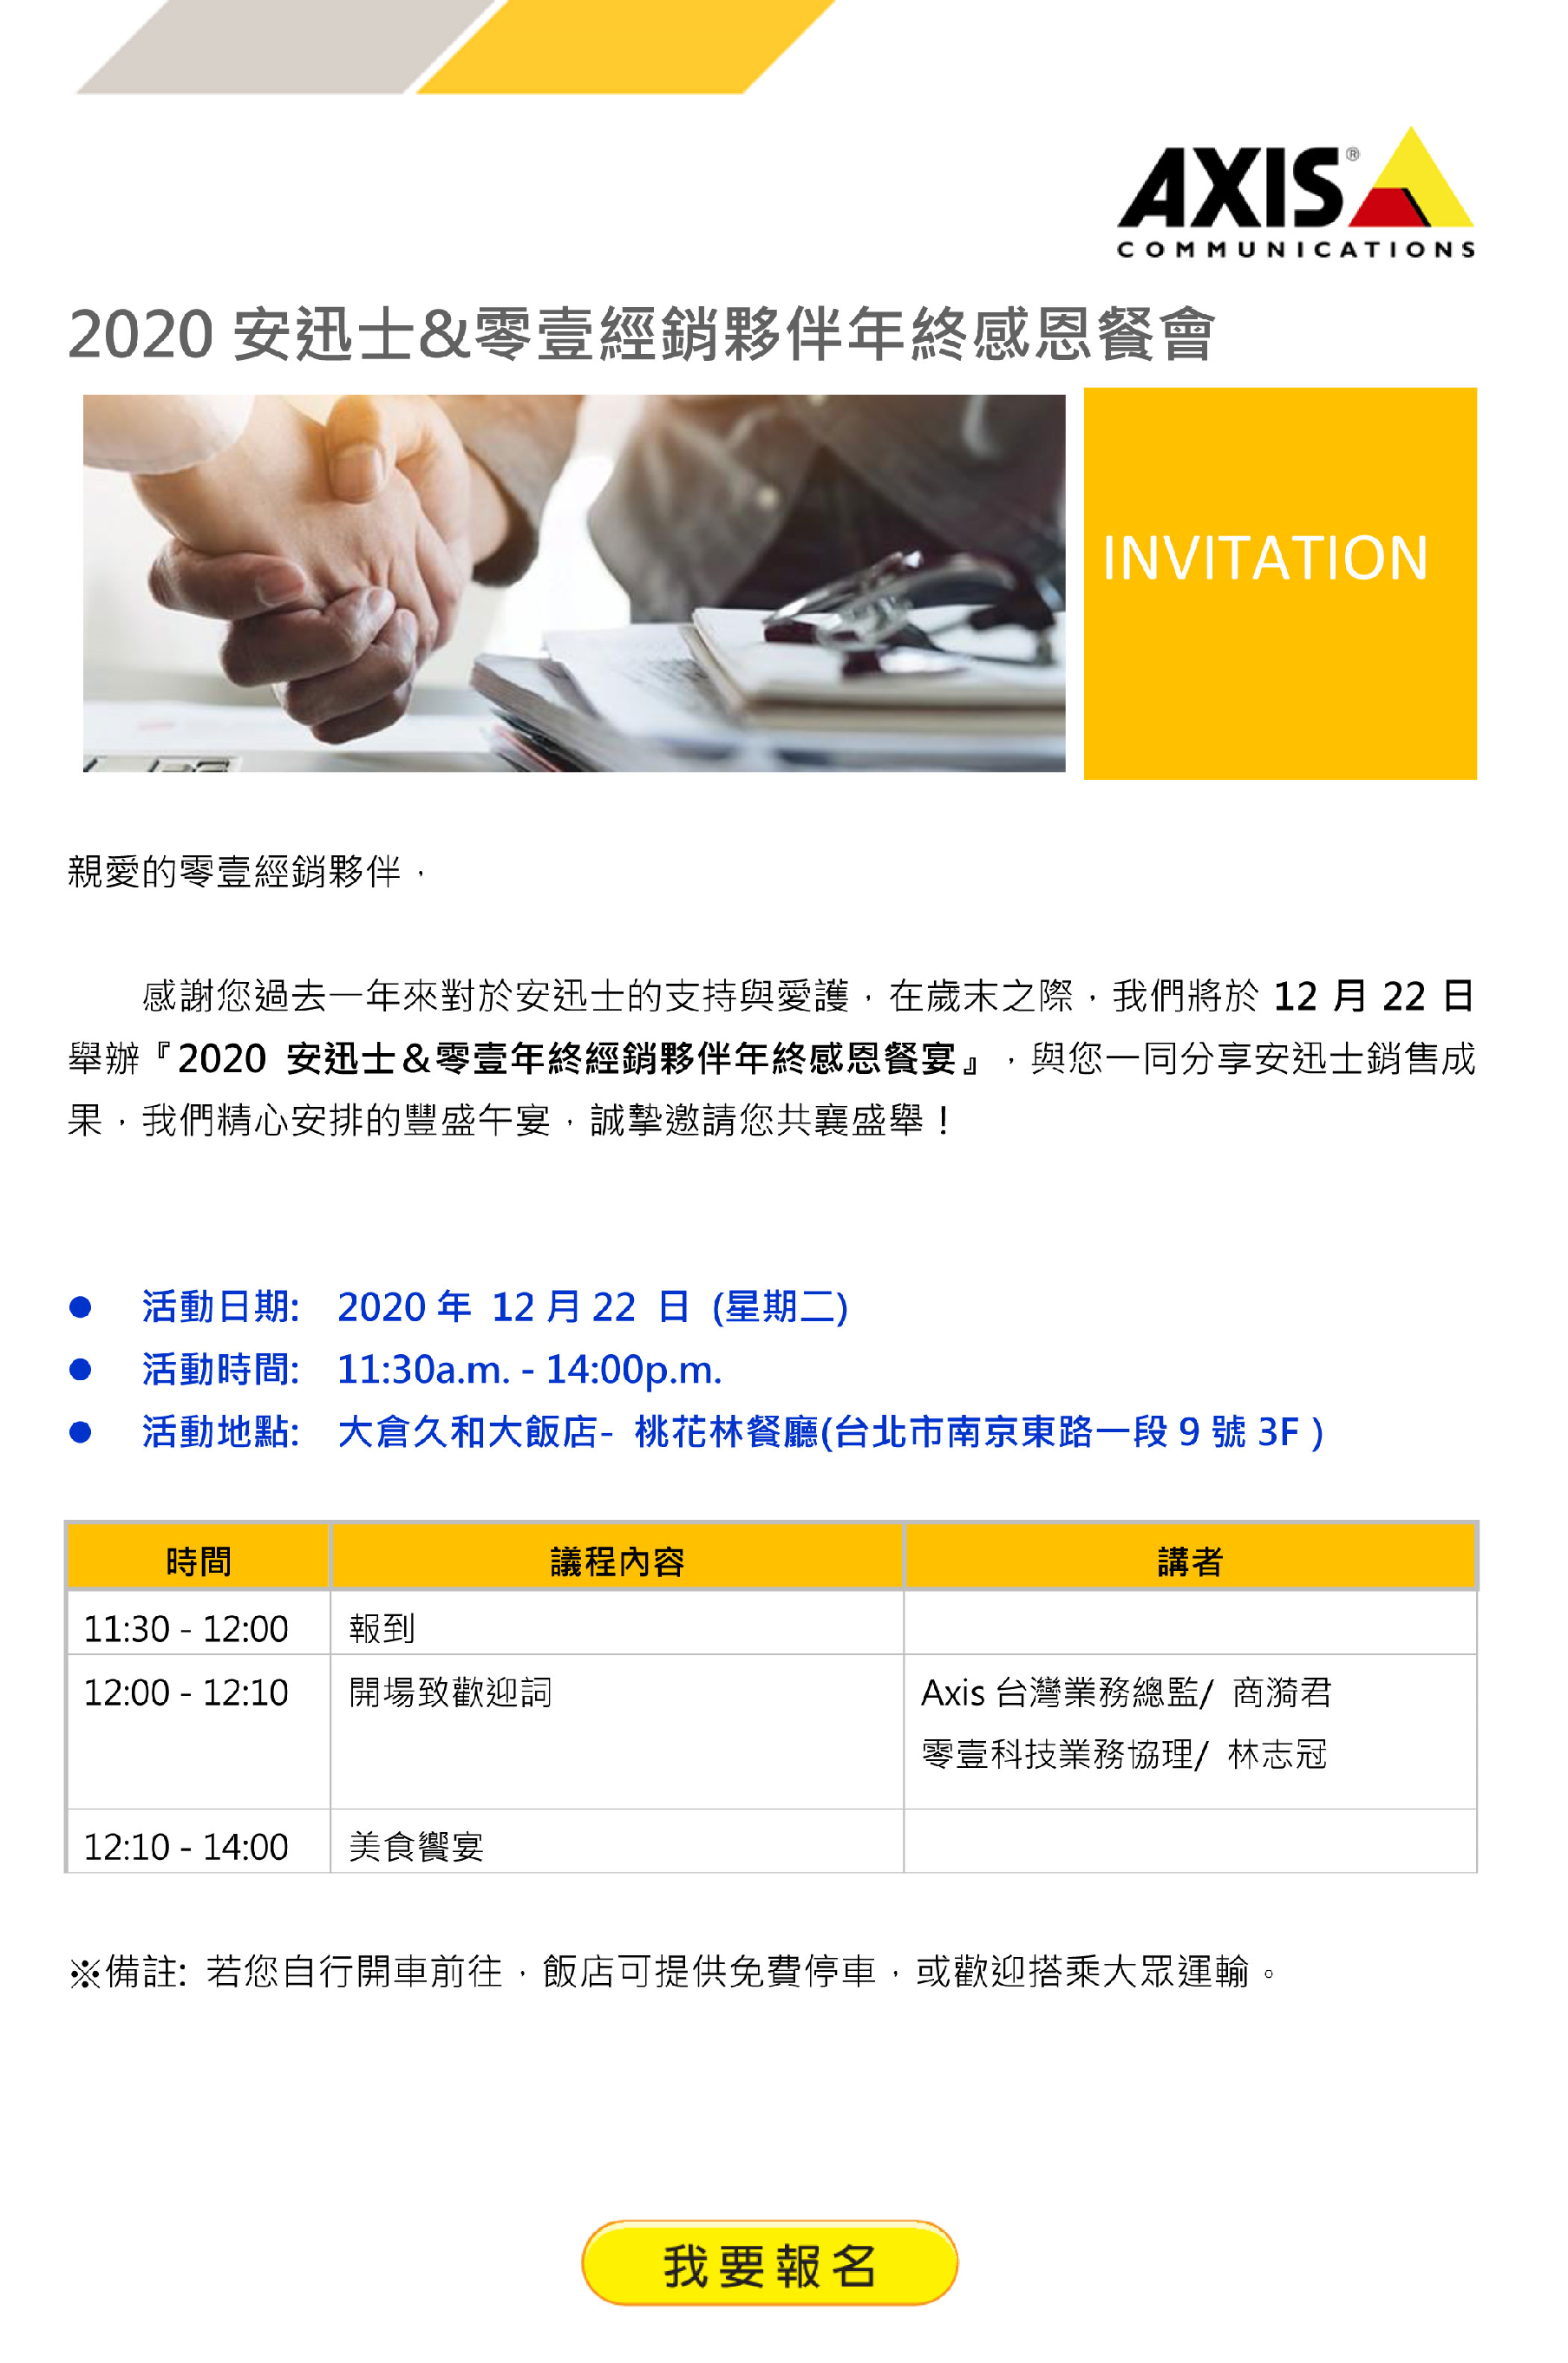 AXIS®
COMMUNICATIONS
2020 安迅士&零壹經銷夥伴年終感恩餐會
INVITATION
親愛的零壹經銷夥伴，
感謝您過去一年來對於安迅士的支持與愛護，在歲末之際，我們將於 12 月 22 日
舉辦『2020 安迅士&零壹年終經銷夥伴年終感恩餐宴』，與您一同分享安迅士銷售成
果，我們精心安排的豐盛午宴，誠摯邀請您共襄盛舉！
● 活動日期: 2020 年 12 月 22 日 (星期二)
● 活動時間: 11:30a.m. - 14:00p.m.
● 活動地點: 大倉久和大飯店- 桃花林餐廳(台北市南京東路一段 9 號 3F )
時間 議程內容 講者
11:30 - 12:00 報到
12:00 - 12:10 開場致歡迎詞 Axis 台灣業務總監/ 商漪君
零壹科技業務協理/ 林志冠
12:10 - 14:00 美食饗宴
※備註: 若您自行開車前往，飯店可提供免費停車，或歡迎搭乘大眾運輸。
我要報名